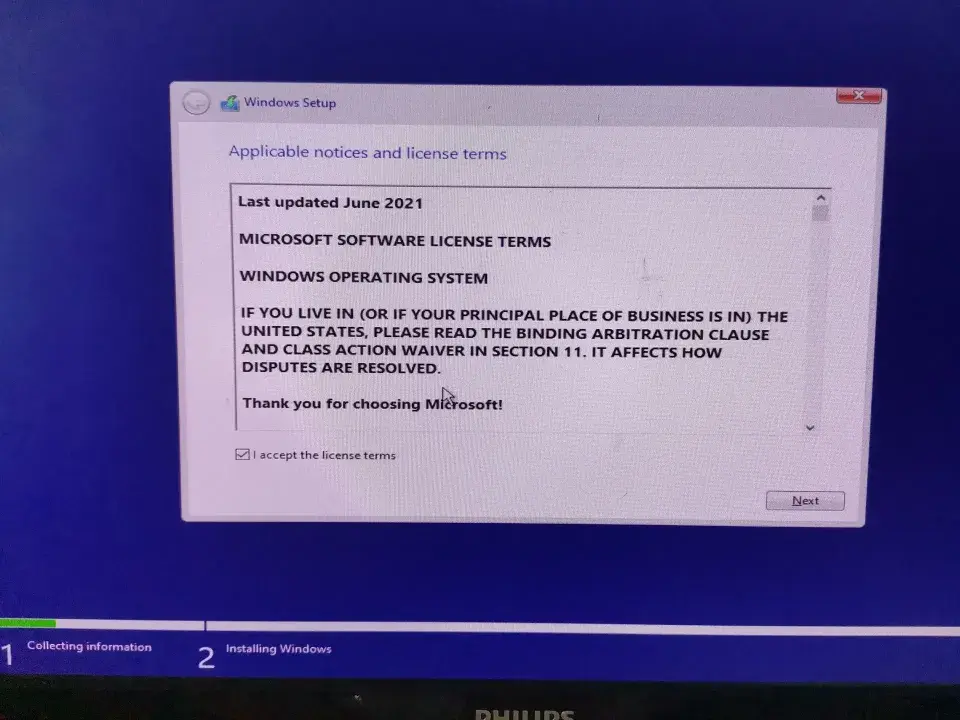 Windows Setup
Applicable notices and license terms
Last updated June 2021
MICROSOFT SOFTWARE LICENSE TERMS
WINDOWS OPERATING SYSTEM
IF YOU LIVE IN (OR IF YOUR PRINCIPAL PLACE OF BUSINESS IS IN) THE
UNITED STATES, PLEASE READ THE BINDING ARBITRATION CLAUSE
AND CLASS ACTION WAIVER IN SECTION 11. IT AFFECTS HOW
DISPUTES ARE RESOLVED.
Thank you for choosing Microsoft!
I accept the license terms
Next
1 Collecting information
2 Installing Windows
PHILIPS